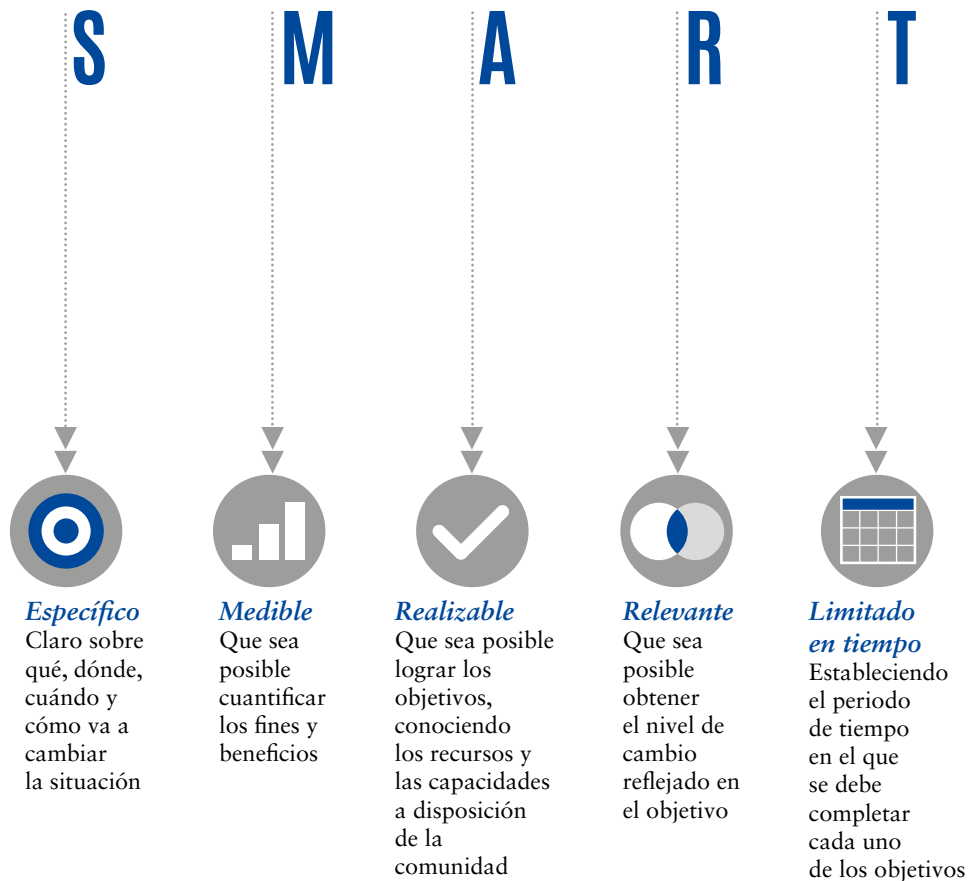 S M A R T
Específico
Claro sobre
qué, dónde,
cuándo y
cómo va a
cambiar
la situación
Medible
Que sea
posible
cuantificar
los fines y
beneficios
Realizable
Que sea posible
lograr los
objetivos,
conociendo
los recursos y
las capacidades
a disposición
de la
comunidad
Relevante
Que sea
posible
obtener
el nivel de
cambio
reflejado en
el objetivo
Limitado
en tiempo
Estableciendo
el periodo
de tiempo
en el que
se debe
completar
cada uno
de los objetivos